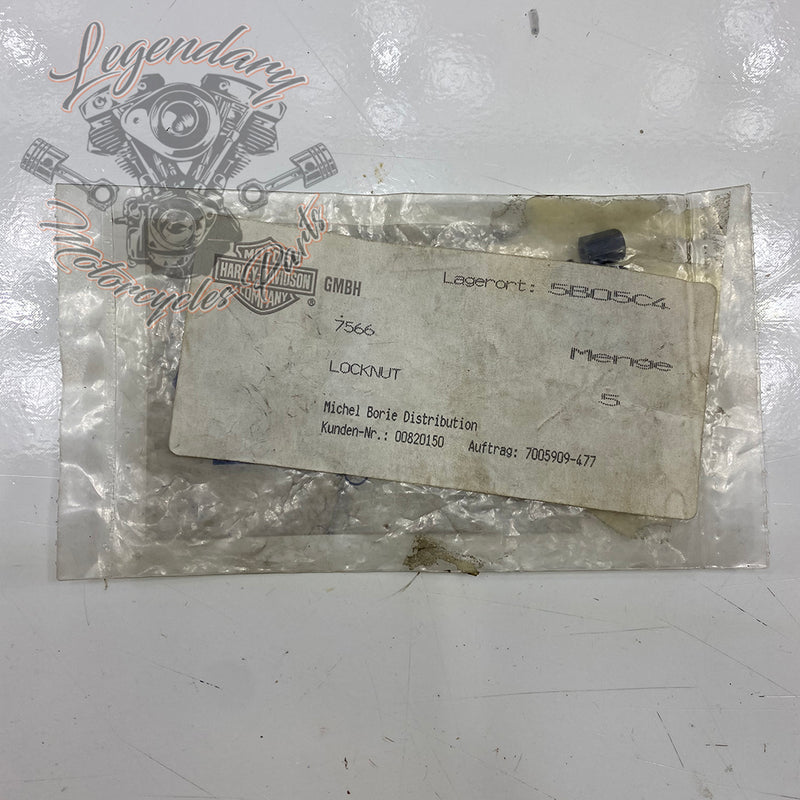 Legendary
Motorcycles Parts
HARLEY-DAVIDSON
COMPANY
® GMBH
Lagerort: 5B05C4
7566
Menge
LOCKNUT
5
Michel Borie Distribution
Kunden-Nr.: 00820150 Auftrag: 7005909-477